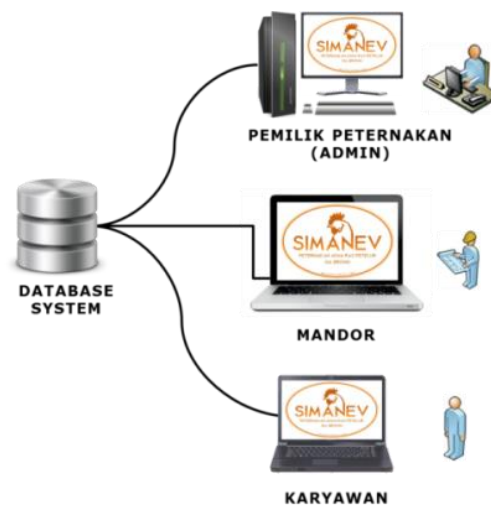 SIMANEV
PEMILIK PETERNAKAN
(ADMIN)
SIMANEV
DATABASE
SYSTEM
MANDOR
SIMANEV
KARYAWAN